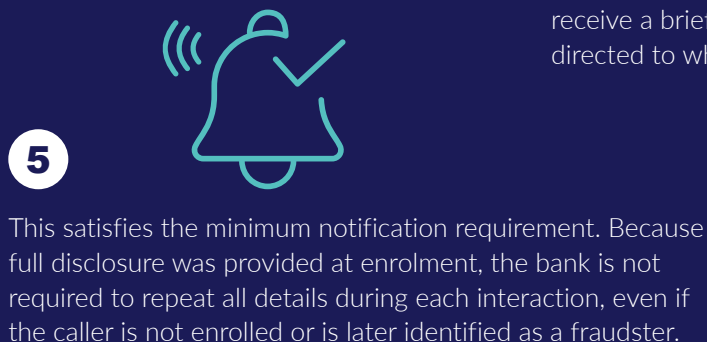 receive a brief
directed to wh
5
This satisfies the minimum notification requirement. Because
full disclosure was provided at enrolment, the bank is not
required to repeat all details during each interaction, even if
the caller is not enrolled or is later identified as a fraudster.